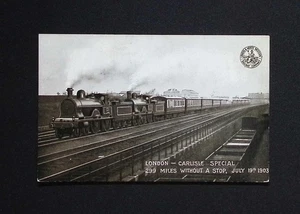 LONDON – CARLISLE SPECIAL
299 MILES WITHOUT A STOP, JULY 19TH 1903